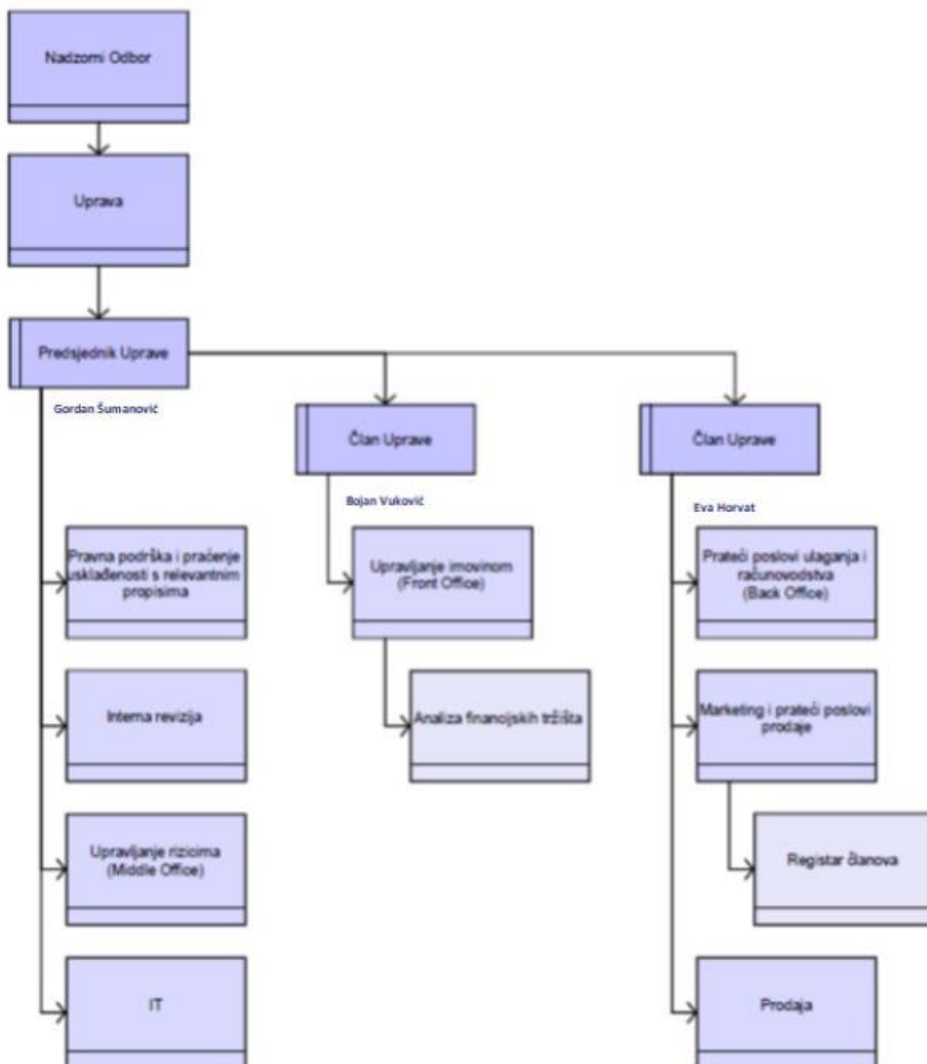 Nadzorni Odbor
Uprava
Predsjednik Uprave
Gordan Šumanović
Član Uprave
Bojan Vuković
Član Uprave
Eva Horvat
Pravna podrška i praćenje
usklađenosti s relevantnim
propisima
Interna revizija
Upravljanje rizicima
(Middle Office)
IT
Upravljanje imovinom
(Front Office)
Analiza financijskih tržišta
Prateći poslovi ulaganja i
računovodstva
(Back Office)
Marketing i prateći poslovi
prodaje
Registar članova
Prodaja